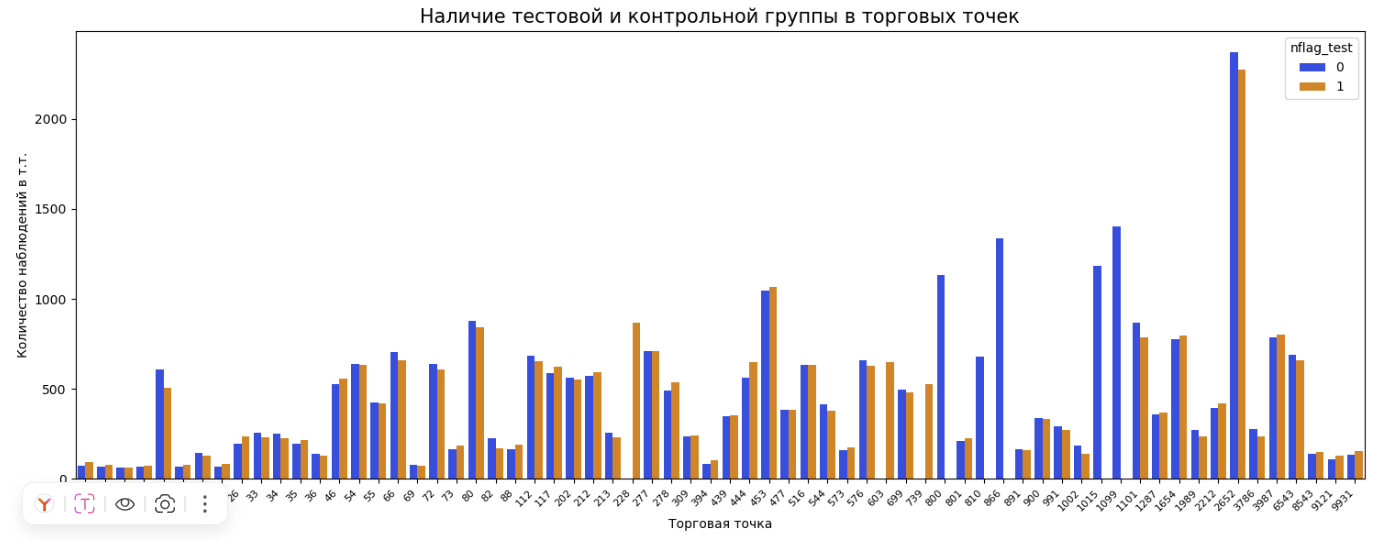 Наличие тестовой и контрольной группы в торговых точек
nflag_test
0
1
Количество наблюдений в т.т.
2000
1500
1000
500
0
26 33 34 35 36 46 54 55 66 69 72 73 80 82 88 112 117 202 212 213 228 277 278 309 394 439 444 453 477 516 544 573 576 603 699 739 800 801 810 866 891 900 991 1002 1015 1099 1101 1287 1654 1989 2212 2652 3786 3987 6543 8543 9121 9931
Торговая точка